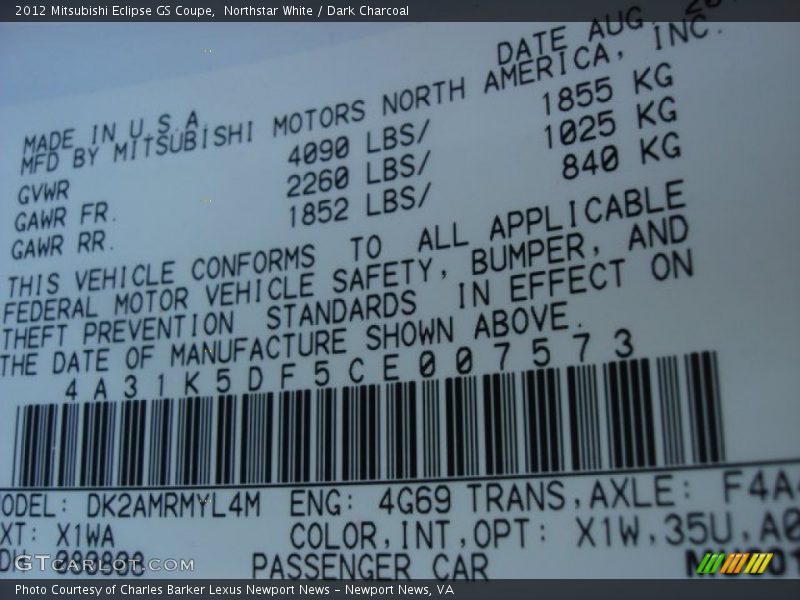 2012 Mitsubishi Eclipse GS Coupe,  Northstar White / Dark Charcoal
DATE AUG
MADE IN U.S.A
MFD BY MITSUBISHI MOTORS NORTH AMERICA, INC.
GVWR 4090 LBS/ 1855 KG
GAWR FR. 2260 LBS/ 1025 KG
GAWR RR. 1852 LBS/ 840 KG
THIS VEHICLE CONFORMS TO ALL APPLICABLE
FEDERAL MOTOR VEHICLE SAFETY, BUMPER, AND
THEFT PREVENTION STANDARDS IN EFFECT ON
THE DATE OF MANUFACTURE SHOWN ABOVE.
4A31K5DF5CE007573
ODEL: DK2AMRMYL4M ENG: 4G69 TRANS,AXLE: F4A4
XT: X1WA COLOR,INT,OPT: X1W,35U,A0
GTCARLOT.COM PASSENGER CAR
Photo Courtesy of Charles Barker Lexus Newport News - Newport News, VA